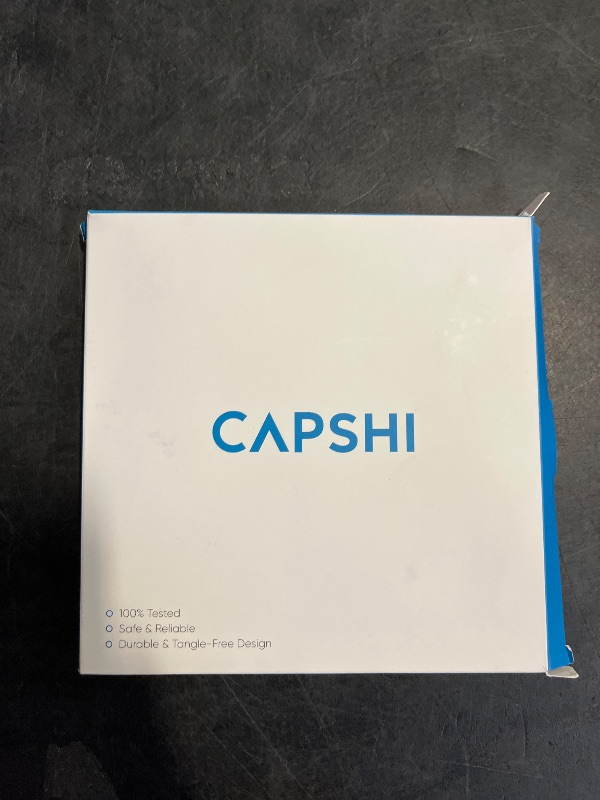 CAPSHI
100% Tested
Safe & Reliable
Durable & Tangle-Free Design